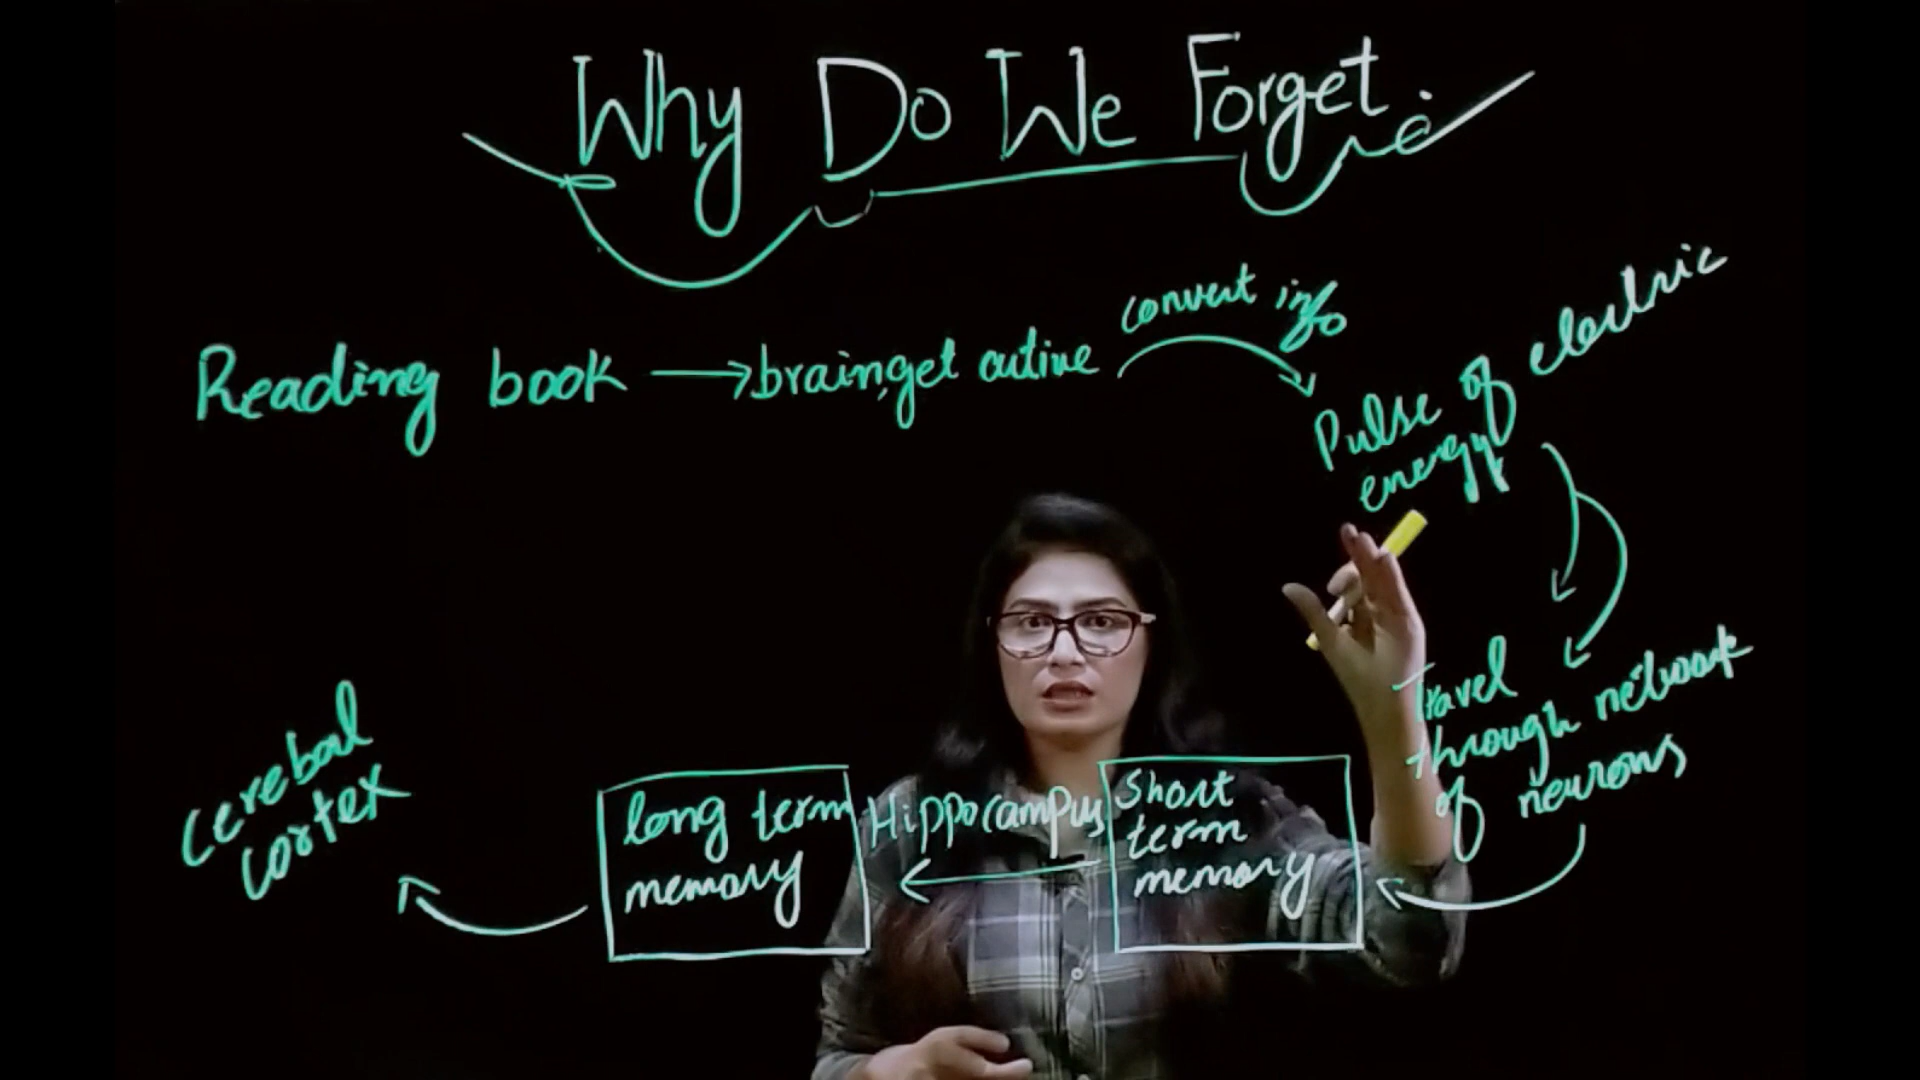 Why Do We Forget.
Reading book → brain get active
convert info
Pulse of electric
energy
Travel
through network
of neurons
Short
term
memory
Hippocampus
long term
memory
Cerebral
cortex